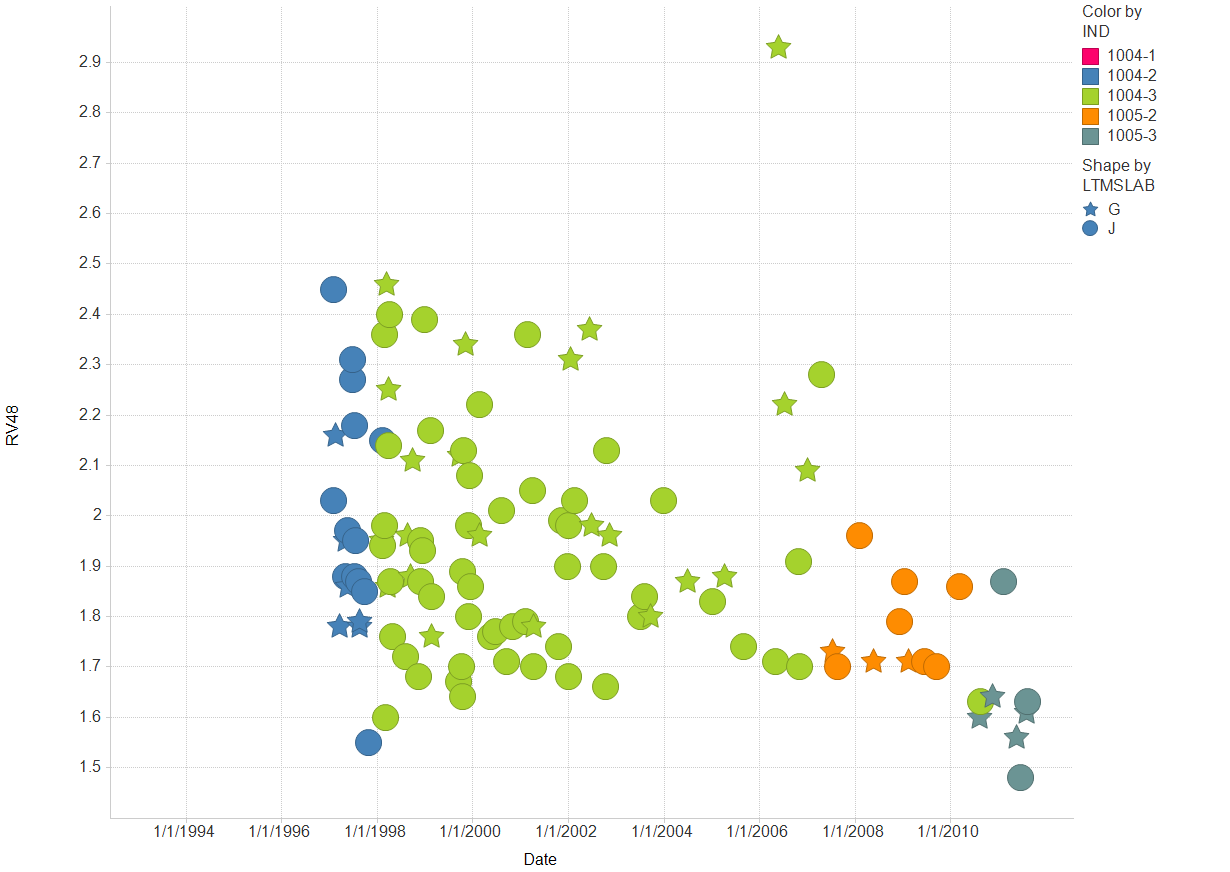 Color by
IND
1004-1
1004-2
1004-3
1005-2
1005-3
Shape by
LTMSLAB
G
J
RV48
2.9
2.8
2.7
2.6
2.5
2.4
2.3
2.2
2.1
2
1.9
1.8
1.7
1.6
1.5
1/1/1994 1/1/1996 1/1/1998 1/1/2000 1/1/2002 1/1/2004 1/1/2006 1/1/2008 1/1/2010
Date